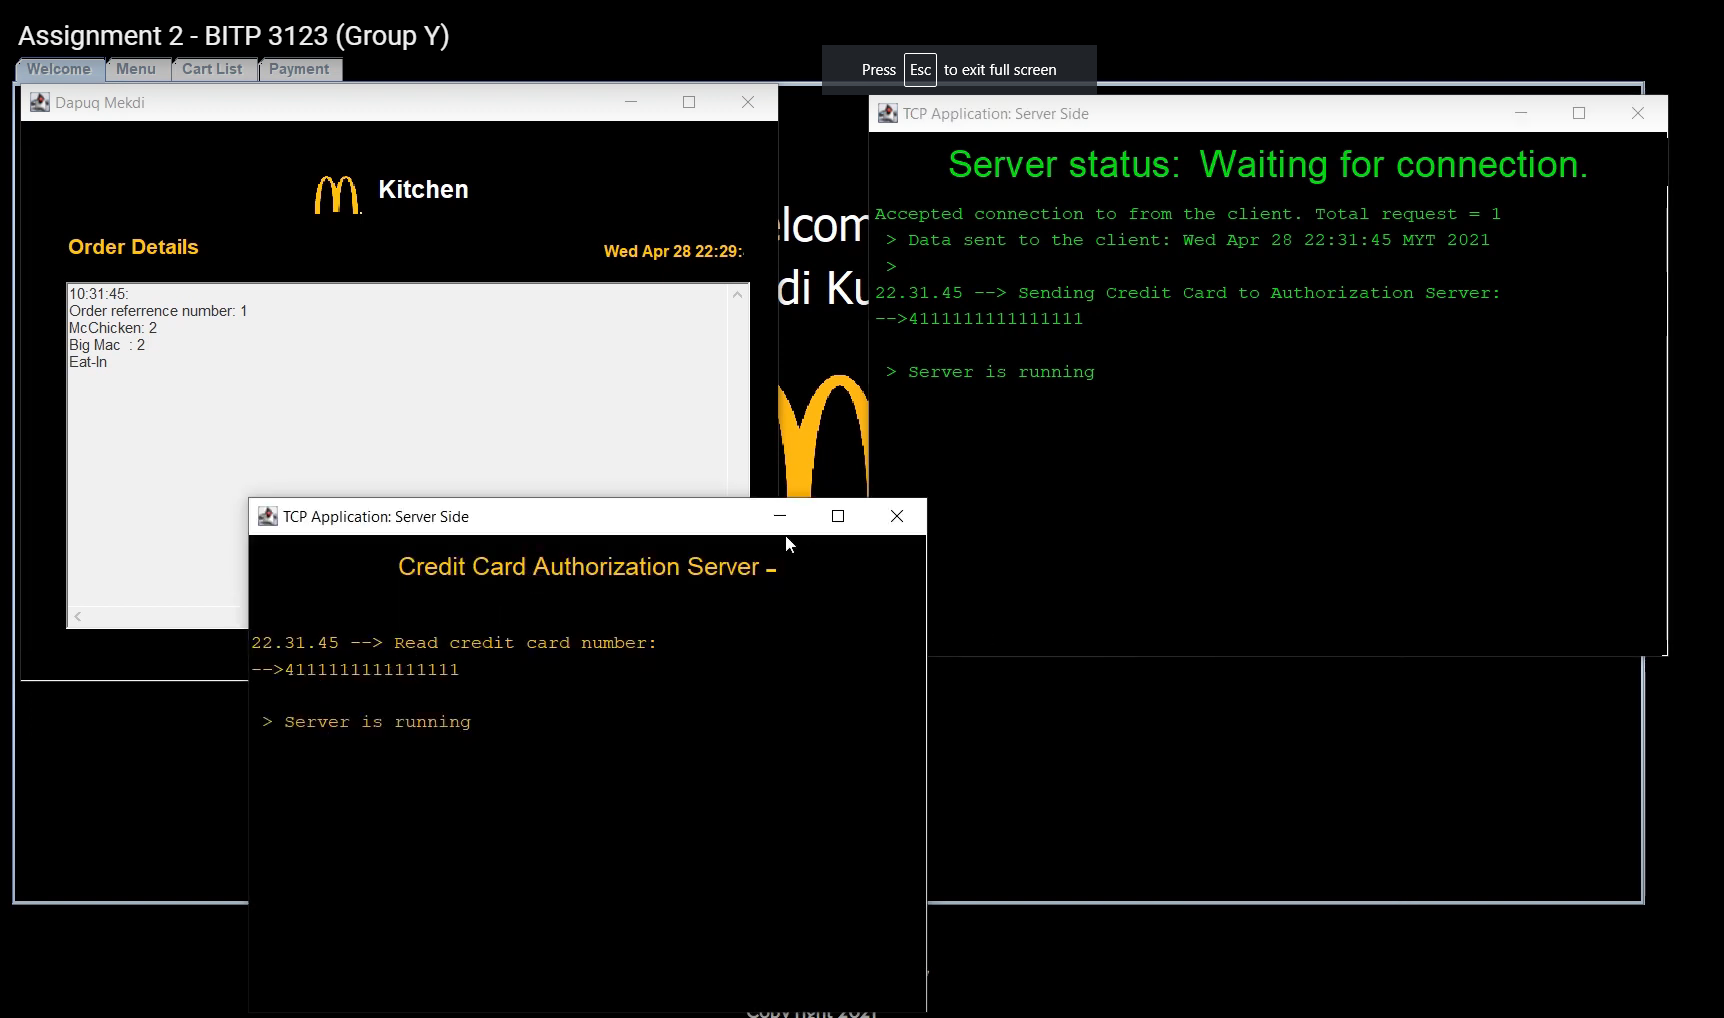 Assignment 2 - BITP 3123 (Group Y)
Welcome Menu Cart List Payment
Press Esc to exit full screen
Dapuq Mekdi
Kitchen
Order Details
Wed Apr 28 22:29:
10:31:45:
Order referrence number: 1
McChicken: 2
Big Mac : 2
Eat-In
TCP Application: Server Side
Server status: Waiting for connection.
Accepted connection to from the client. Total request = 1
> Data sent to the client: Wed Apr 28 22:31:45 MYT 2021
>
22.31.45 --> Sending Credit Card to Authorization Server:
-->4111111111111111
> Server is running
TCP Application: Server Side
Credit Card Authorization Server -
22.31.45 --> Read credit card number:
-->4111111111111111
> Server is running